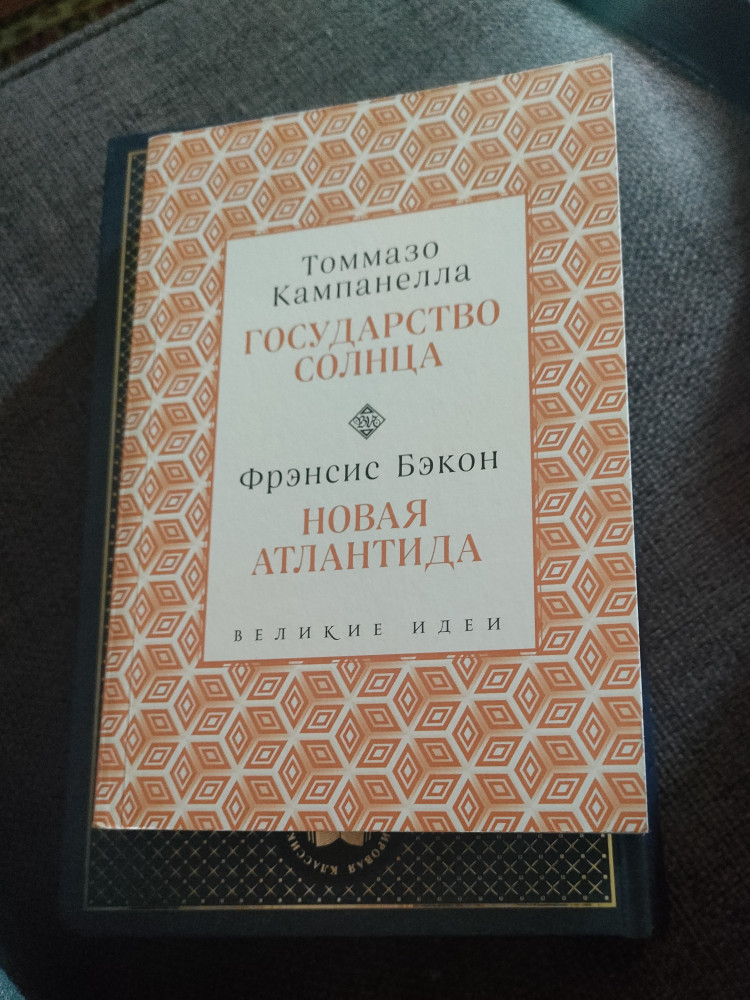 Томмазо
Кампанелла
ГОСУДАРСТВО
СОЛНЦА
Фрэнсис Бэкон
НОВАЯ
АТЛАНТИДА
ВЕЛИКИЕ ИДЕИ